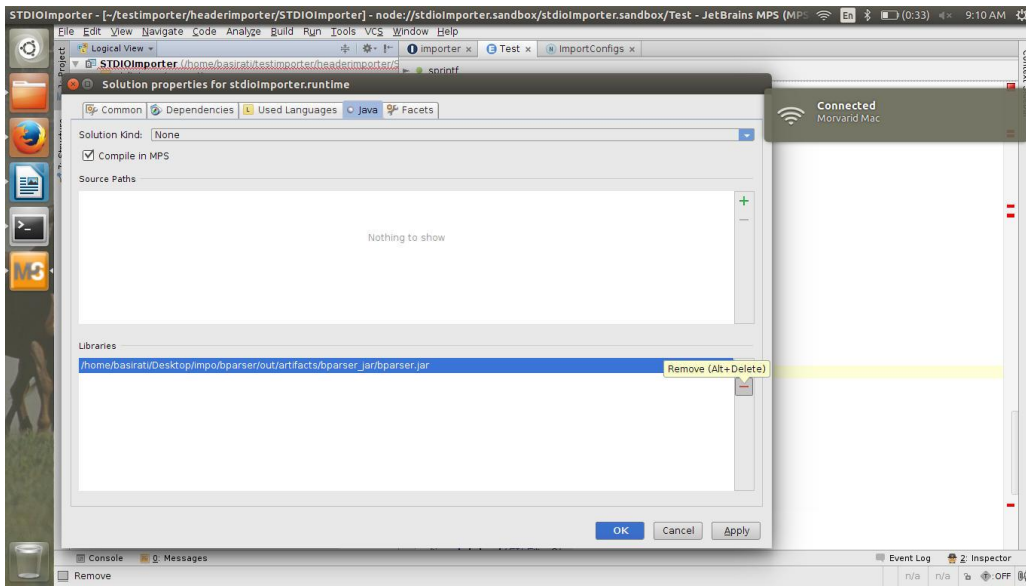 STDIOImporter - [~/testimporter/headerimporter/STDIOImporter] - node://stdioImporter.sandbox/stdioImporter.sandbox/Test - JetBrains MPS (MPS
En
(0:33)
9:10 AM
File Edit View Navigate Code Analyze Build Run Tools VCS Window Help
Logical View
importer
Test
ImportConfigs
STDIOImporter (/home/basirati/testimporter/headerimporter/S
sprintf
Solution properties for stdioImporter.runtime
Connected
Morvarid Mac
Common Dependencies Used Languages Java Facets
Solution Kind: None
Compile in MPS
Source Paths
Nothing to show
Libraries
/home/basirati/Desktop/impo/bparser/out/artifacts/bparser_jar/bparser.jar
Remove (Alt+Delete)
OK Cancel Apply
Console 0: Messages
Event Log 2: Inspector
Remove
n/a n/a :OFF